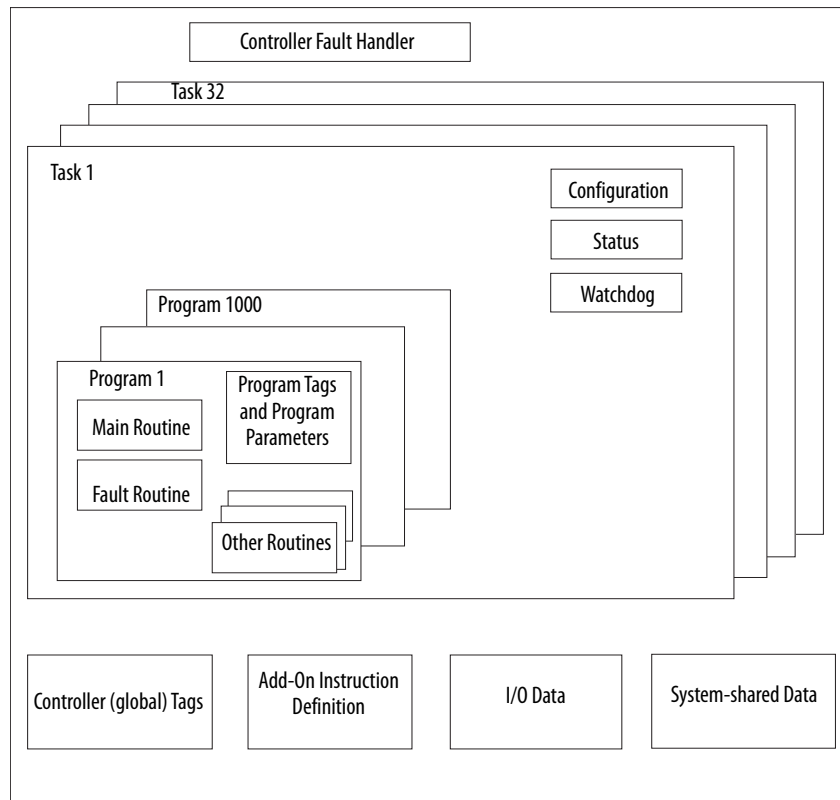 Controller Fault Handler
Task 32
Task 1
Configuration
Status
Watchdog
Program 1000
Program 1
Main Routine
Fault Routine
Program Tags
and Program
Parameters
Other Routines
Controller (global) Tags
Add-On Instruction
Definition
I/O Data
System-shared Data